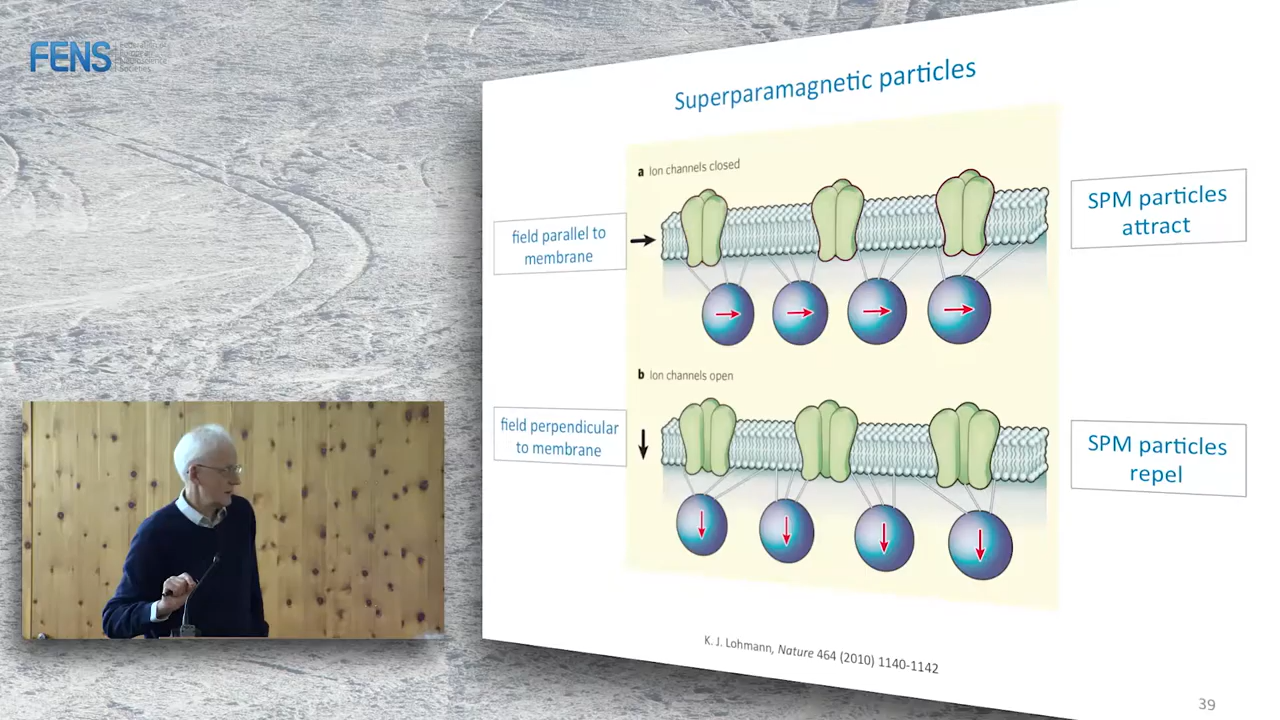 FENS
Superparamagnetic particles
a Ion channels closed
field parallel to
membrane
SPM particles
attract
b Ion channels open
field perpendicular
to membrane
SPM particles
repel
K. J. Lohmann, Nature 464 (2010) 1140-1142
39